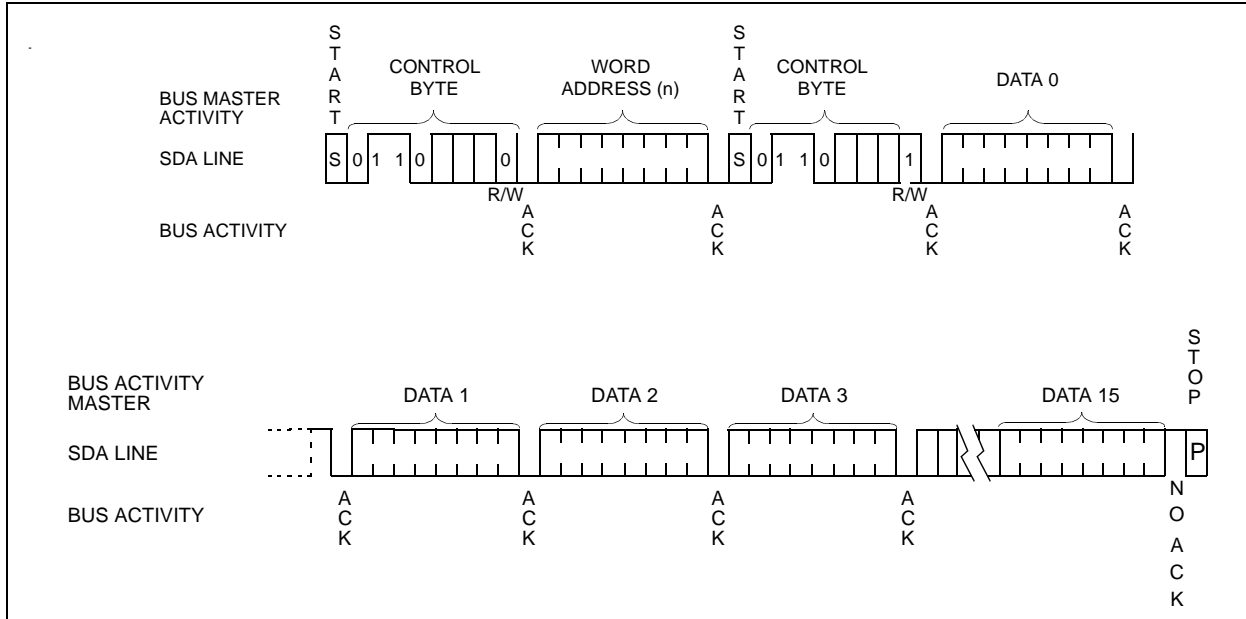 START
CONTROL
BYTE
WORD
ADDRESS (n)
START
CONTROL
BYTE
DATA 0
BUS MASTER
ACTIVITY
SDA LINE
S 0 1 1 0 0
S 0 1 1 0 1
R/W
R/W
BUS ACTIVITY
ACK
ACK
ACK
ACK
STOP
BUS ACTIVITY
MASTER
DATA 1
DATA 2
DATA 3
DATA 15
SDA LINE
P
BUS ACTIVITY
ACK
ACK
ACK
ACK
NO ACK